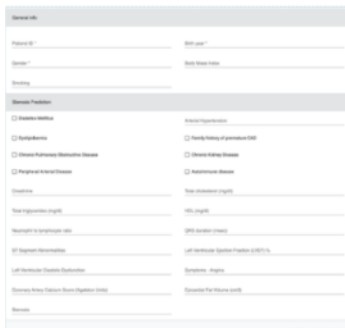 General info
Patient ID *
Birth year *
Gender *
Body Mass Index
Smoking
Stenosis Prediction
Diabetes Mellitus
Arterial Hypertension
Dyslipidaemia
Family history of premature CVD
Chronic Pulmonary Obstructive Disease
Chronic Kidney Disease
Peripheral Arterial Disease
Autoimmune disease
Creatinine
Total cholesterol (mg/dl)
Total triglycerides (mg/dl)
HDL (mg/dl)
Neutrophil to lymphocyte ratio
QRS duration (msec)
ST Segment Abnormalities
Left Ventricular Ejection Fraction (LVEF) %
Left Ventricular Diastolic Dysfunction
Symptoms - Angina
Coronary Artery Calcium Score (Agatston Units)
Epicardial Fat Volume (cm3)
Stenosis